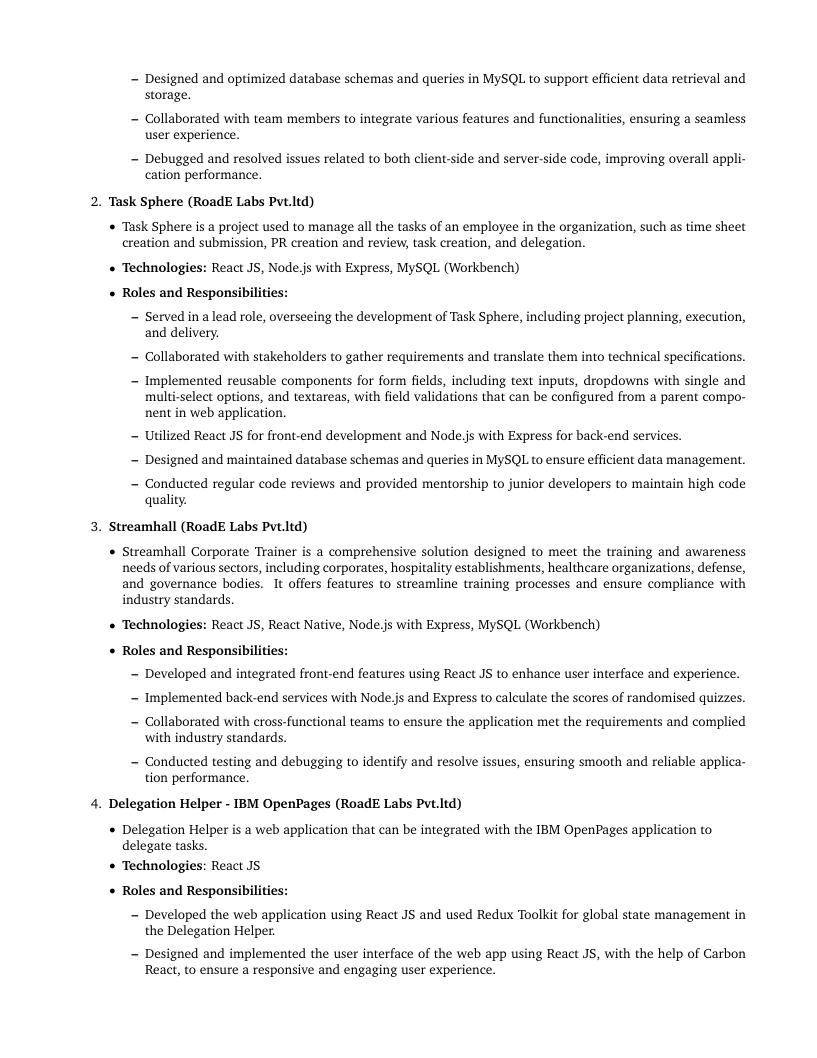 – Designed and optimized database schemas and queries in MySQL to support efficient data retrieval and
storage.
– Collaborated with team members to integrate various features and functionalities, ensuring a seamless
user experience.
– Debugged and resolved issues related to both client-side and server-side code, improving overall appli-
cation performance.
2. Task Sphere (RoadE Labs Pvt.ltd)
• Task Sphere is a project used to manage all the tasks of an employee in the organization, such as time sheet
creation and submission, PR creation and review, task creation, and delegation.
• Technologies: React JS, Node.js with Express, MySQL (Workbench)
• Roles and Responsibilities:
– Served in a lead role, overseeing the development of Task Sphere, including project planning, execution,
and delivery.
– Collaborated with stakeholders to gather requirements and translate them into technical specifications.
– Implemented reusable components for form fields, including text inputs, dropdowns with single and
multi-select options, and textareas, with field validations that can be configured from a parent compo-
nent in web application.
– Utilized React JS for front-end development and Node.js with Express for back-end services.
– Designed and maintained database schemas and queries in MySQL to ensure efficient data management.
– Conducted regular code reviews and provided mentorship to junior developers to maintain high code
quality.
3. Streamhall (RoadE Labs Pvt.ltd)
• Streamhall Corporate Trainer is a comprehensive solution designed to meet the training and awareness
needs of various sectors, including corporates, hospitality establishments, healthcare organizations, defense,
and governance bodies. It offers features to streamline training processes and ensure compliance with
industry standards.
• Technologies: React JS, React Native, Node.js with Express, MySQL (Workbench)
• Roles and Responsibilities:
– Developed and integrated front-end features using React JS to enhance user interface and experience.
– Implemented back-end services with Node.js and Express to calculate the scores of randomised quizzes.
– Collaborated with cross-functional teams to ensure the application met the requirements and complied
with industry standards.
– Conducted testing and debugging to identify and resolve issues, ensuring smooth and reliable applica-
tion performance.
4. Delegation Helper - IBM OpenPages (RoadE Labs Pvt.ltd)
• Delegation Helper is a web application that can be integrated with the IBM OpenPages application to
delegate tasks.
• Technologies: React JS
• Roles and Responsibilities:
– Developed the web application using React JS and used Redux Toolkit for global state management in
the Delegation Helper.
– Designed and implemented the user interface of the web app using React JS, with the help of Carbon
React, to ensure a responsive and engaging user experience.